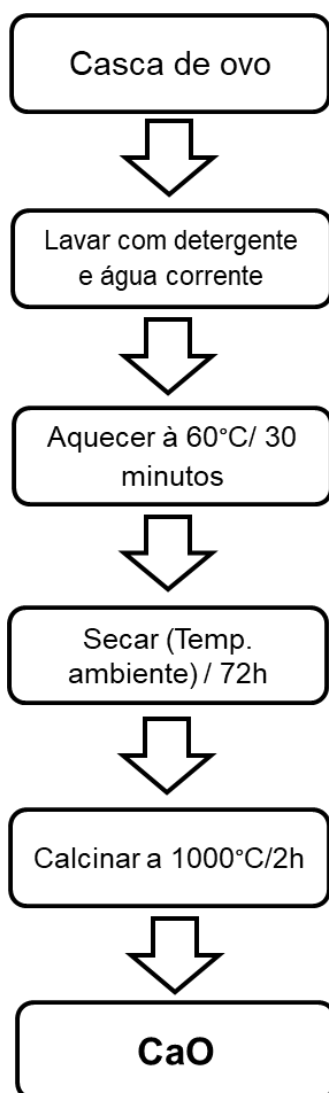 Casca de ovo
Lavar com detergente
e água corrente
Aquecer à 60°C/ 30
minutos
Secar (Temp.
ambiente) / 72h
Calcinar a 1000°C/2h
CaO